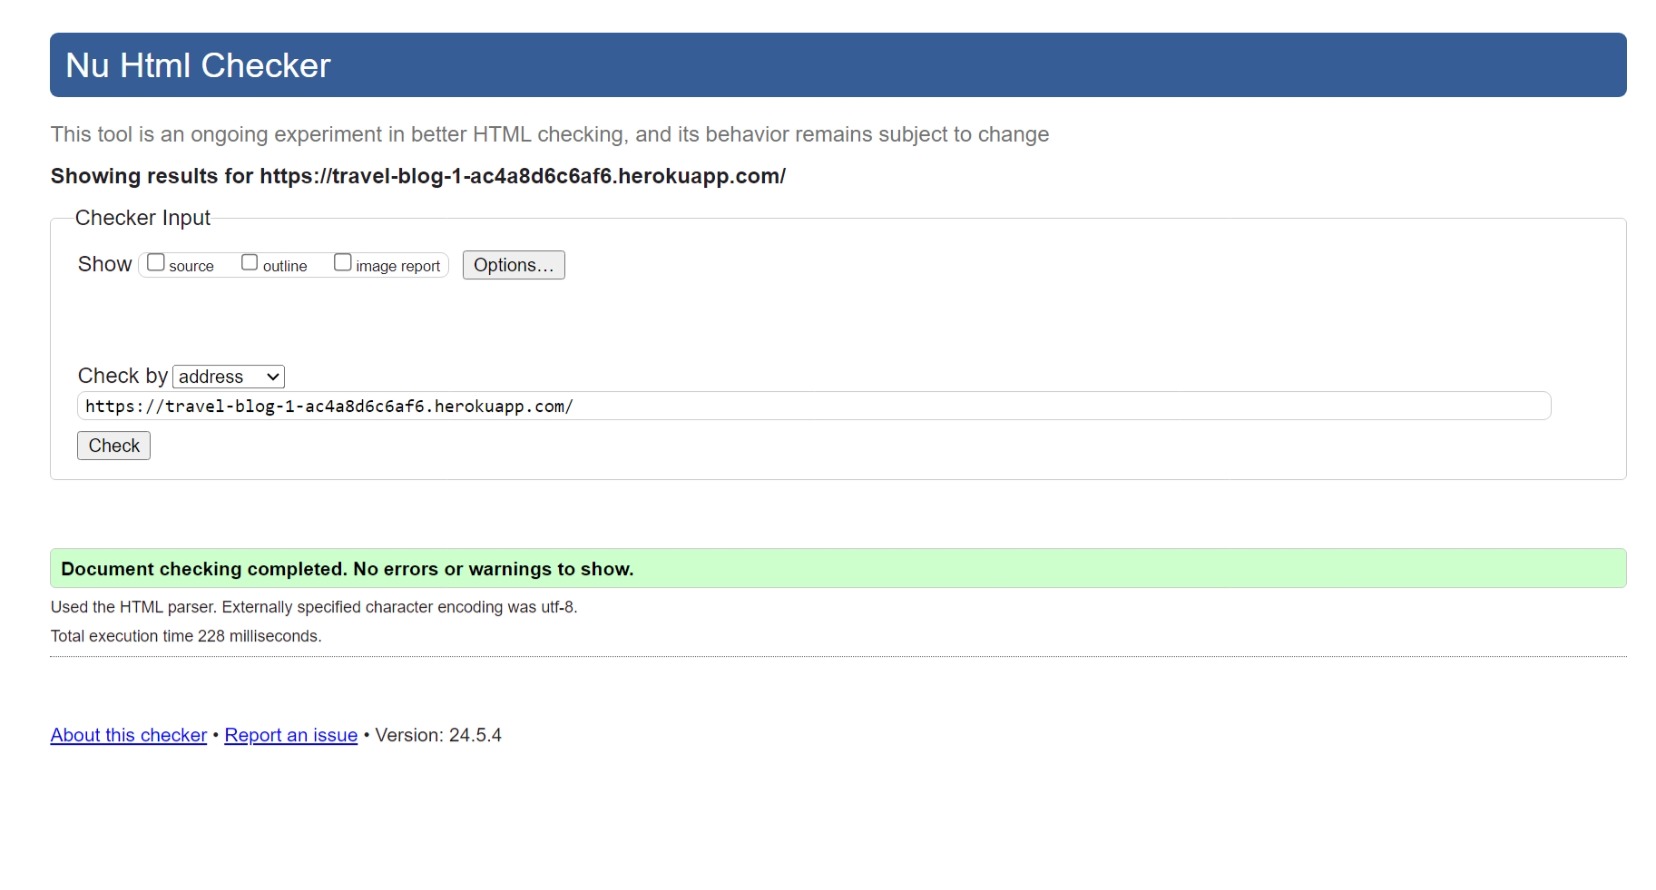 Nu Html Checker
This tool is an ongoing experiment in better HTML checking, and its behavior remains subject to change
Showing results for https://travel-blog-1-ac4a8d6c6af6.herokuapp.com/
Checker Input
Show source outline image report Options...
Check by address
https://travel-blog-1-ac4a8d6c6af6.herokuapp.com/
Check
Document checking completed. No errors or warnings to show.
Used the HTML parser. Externally specified character encoding was utf-8.
Total execution time 228 milliseconds.
About this checker • Report an issue • Version: 24.5.4